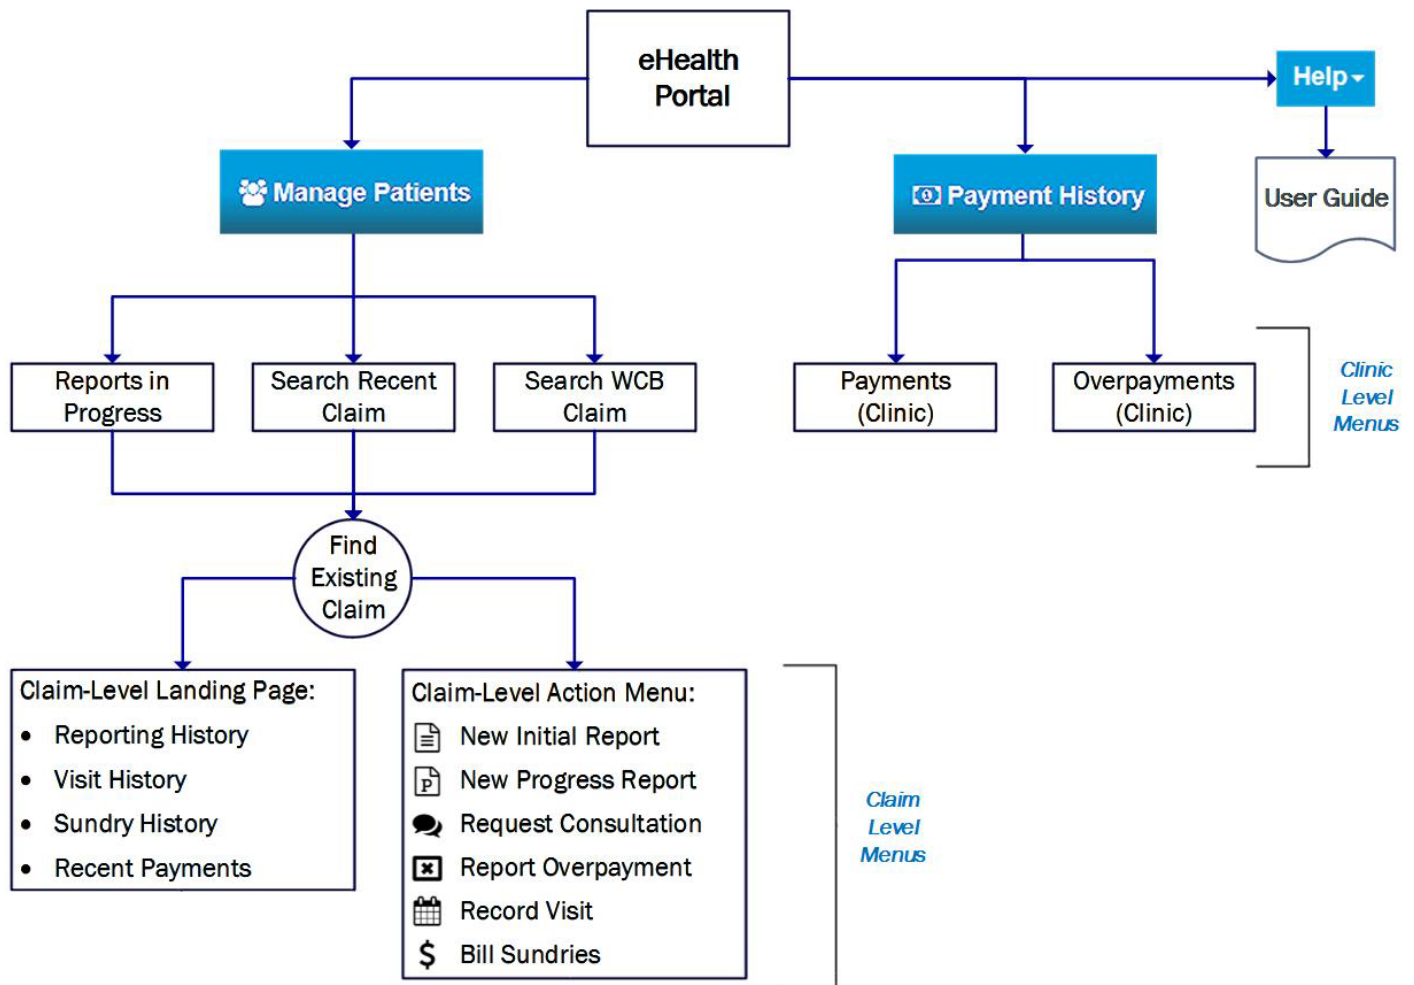 eHealth
Portal
Help
Manage Patients
Payment History
User Guide
Reports in
Progress
Search Recent
Claim
Search WCB
Claim
Payments
(Clinic)
Overpayments
(Clinic)
Clinic
Level
Menus
Find
Existing
Claim
Claim-Level Landing Page:
• Reporting History
• Visit History
• Sundry History
• Recent Payments
Claim-Level Action Menu:
New Initial Report
P New Progress Report
Request Consultation
Report Overpayment
Record Visit
$ Bill Sundries
Claim
Level
Menus